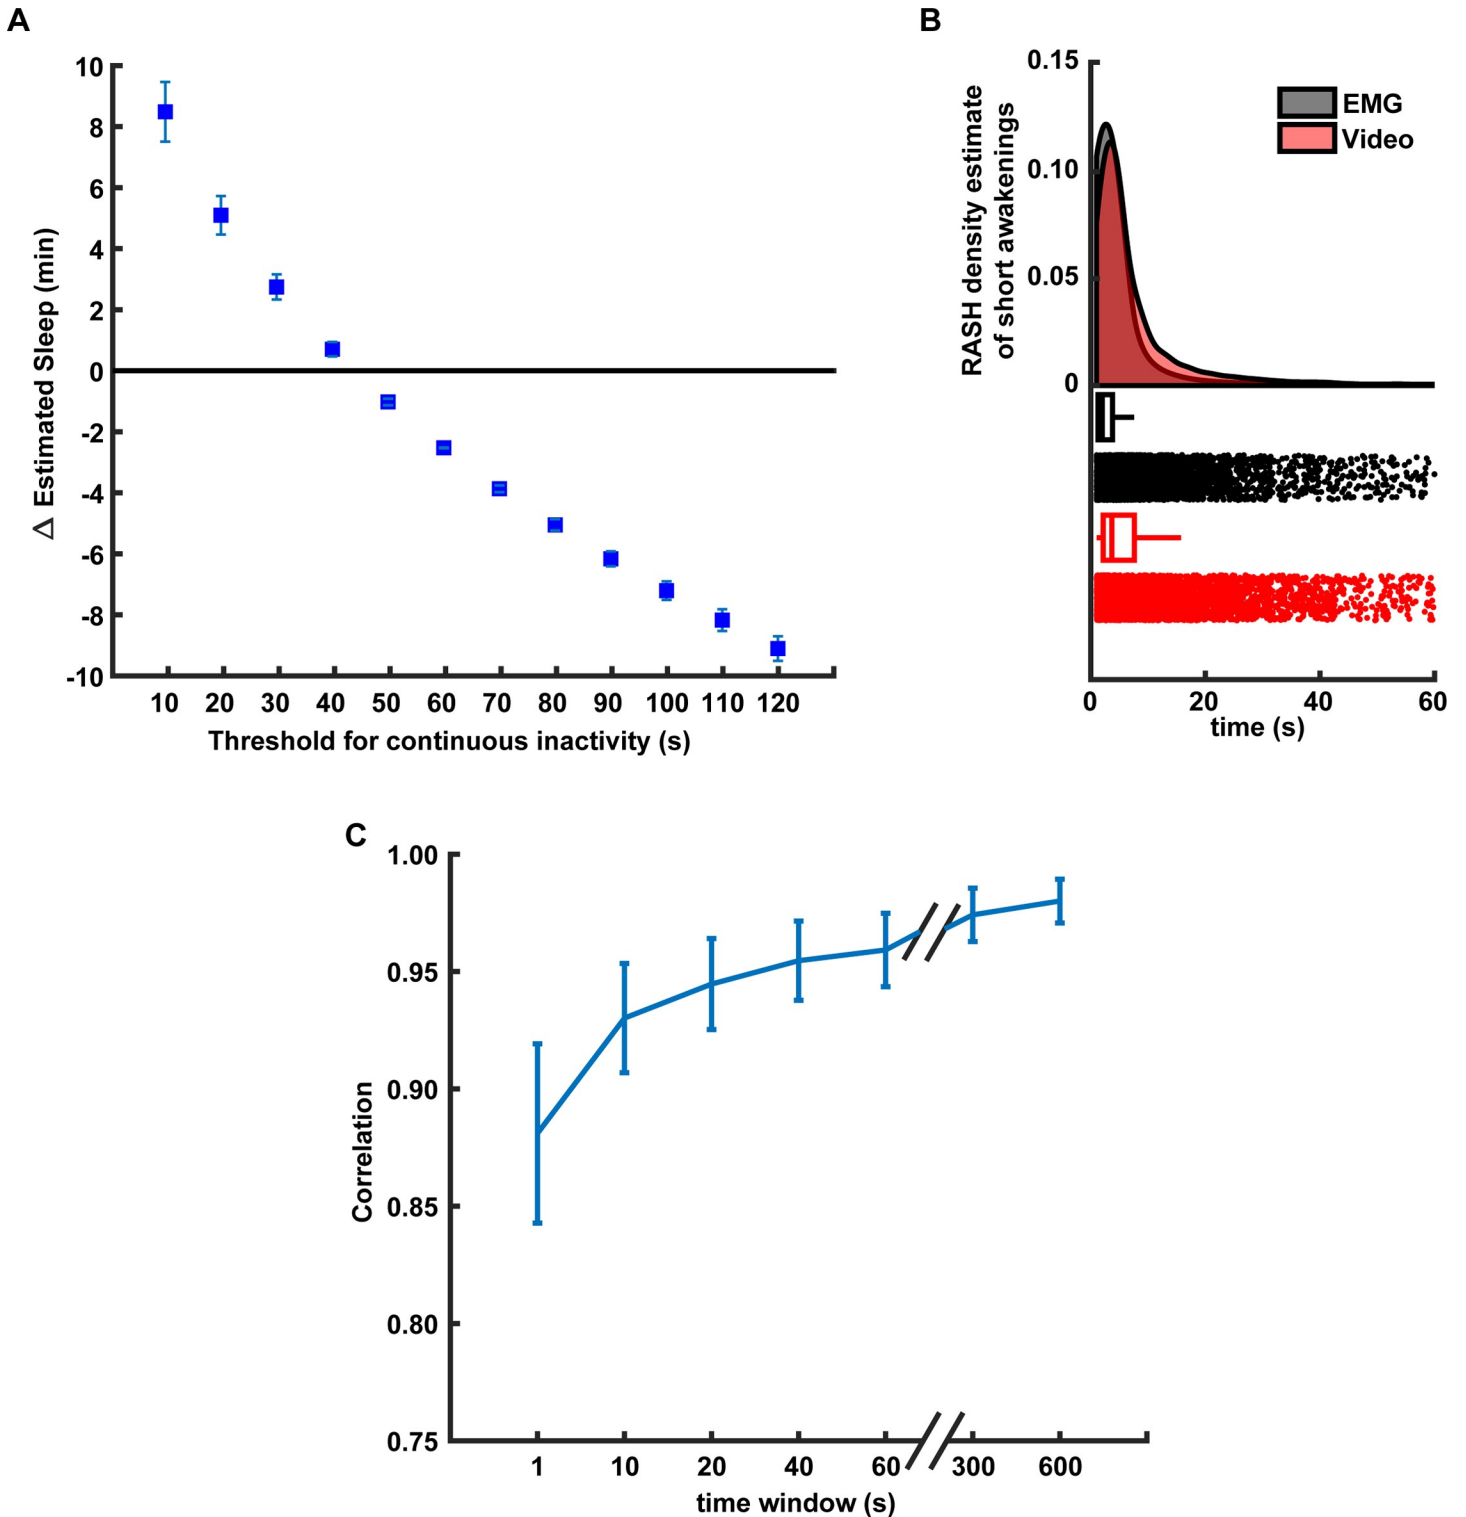 A
10
8
6
4
2
0
-2
-4
-6
-8
-10
Δ Estimated Sleep (min)
10 20 30 40 50 60 70 80 90 100 110 120
Threshold for continuous inactivity (s)
B
0.15
0.10
0.05
0
RASH density estimate
of short awakenings
EMG
Video
0 20 40 60
time (s)
C
1.00
0.95
0.90
0.85
0.80
0.75
Correlation
1 10 20 40 60 300 600
time window (s)